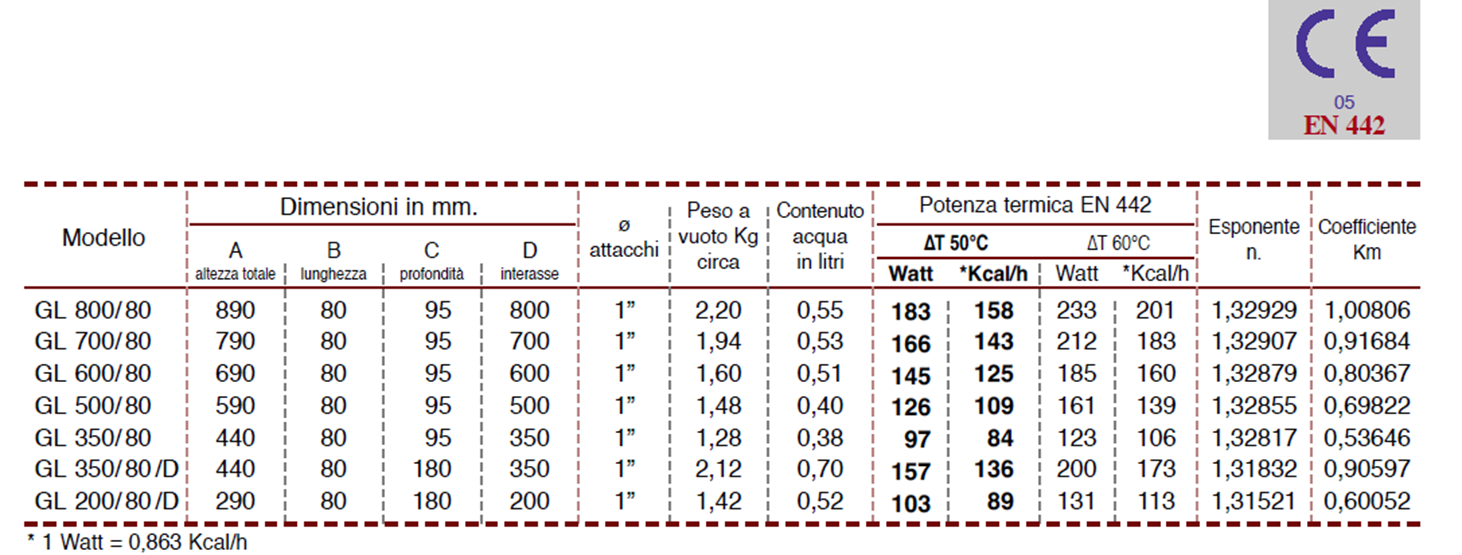 CE
05
EN 442
Modello Dimensioni in mm. ø attacchi Peso a vuoto Kg circa Contenuto acqua in litri Potenza termica EN 442 Esponente n. Coefficiente Km
A altezza totale B lunghezza C profondità D interasse ΔT 50°C ΔT 60°C
Watt *Kcal/h Watt *Kcal/h
GL 800/80 890 80 95 800 1” 2,20 0,55 183 158 233 201 1,32929 1,00806
GL 700/80 790 80 95 700 1” 1,94 0,53 166 143 212 183 1,32907 0,91684
GL 600/80 690 80 95 600 1” 1,60 0,51 145 125 185 160 1,32879 0,80367
GL 500/80 590 80 95 500 1” 1,48 0,40 126 109 161 139 1,32855 0,69822
GL 350/80 440 80 95 350 1” 1,28 0,38 97 84 123 106 1,32817 0,53646
GL 350/80/D 440 80 180 350 1” 2,12 0,70 157 136 200 173 1,31832 0,90597
GL 200/80/D 290 80 180 200 1” 1,42 0,52 103 89 131 113 1,31521 0,60052
* 1 Watt = 0,863 Kcal/h